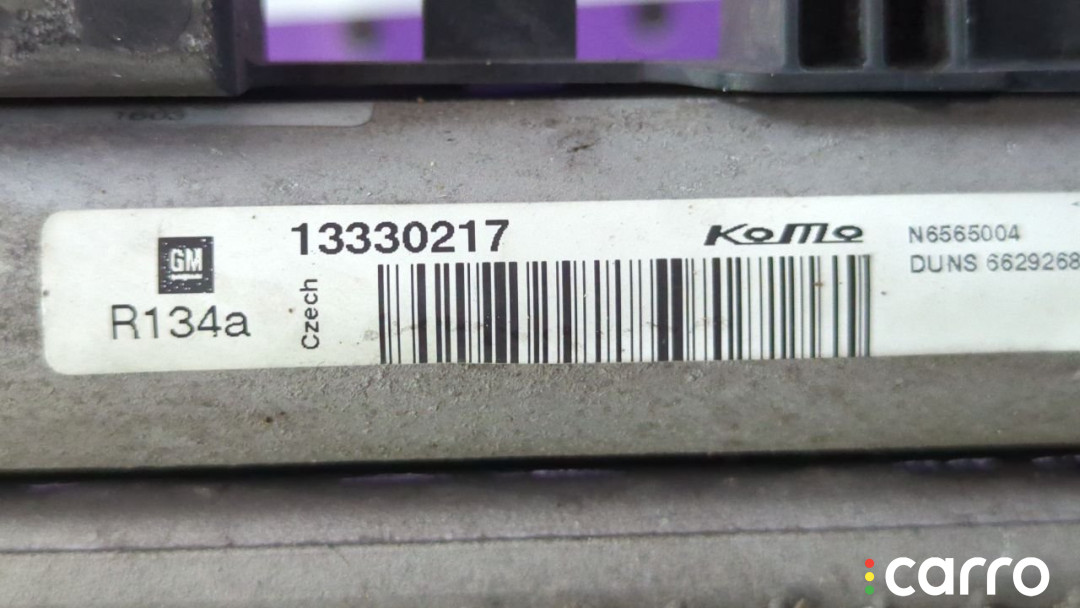 13330217
GM
R134a
Czech
KoMo
N6565004
DUNS 6629268
carro